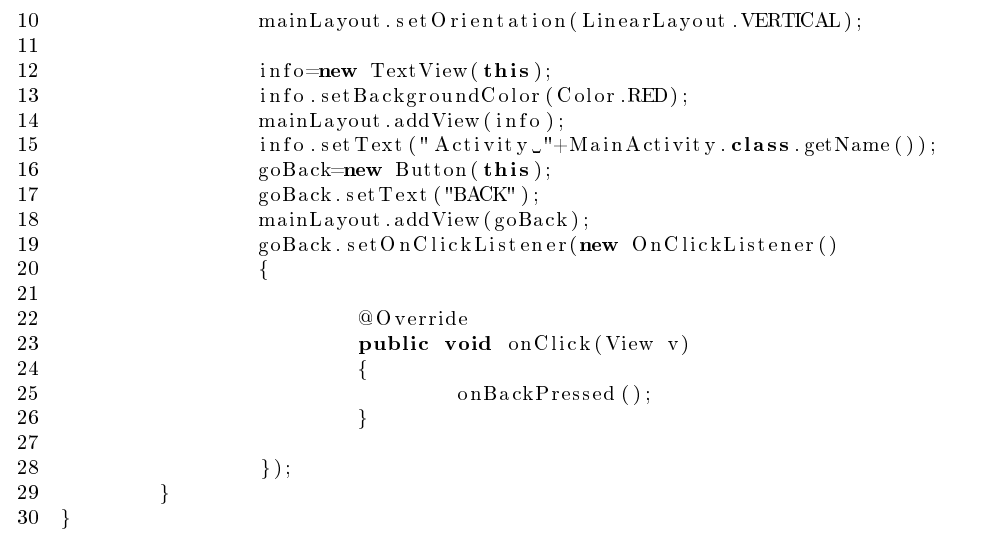 10 mainLayout.setOrientation(LinearLayout.VERTICAL);
11
12 info=new TextView(this);
13 info.setBackgroundColor(Color.RED);
14 mainLayout.addView(info);
15 info.setText("Activity␣"+MainActivity.class.getName());
16 goBack=new Button(this);
17 goBack.setText("BACK");
18 mainLayout.addView(goBack);
19 goBack.setOnClickListener(new OnClickListener()
20 {
21
22 @Override
23 public void onClick(View v)
24 {
25 onBackPressed();
26 }
27
28 });
29 }
30 }